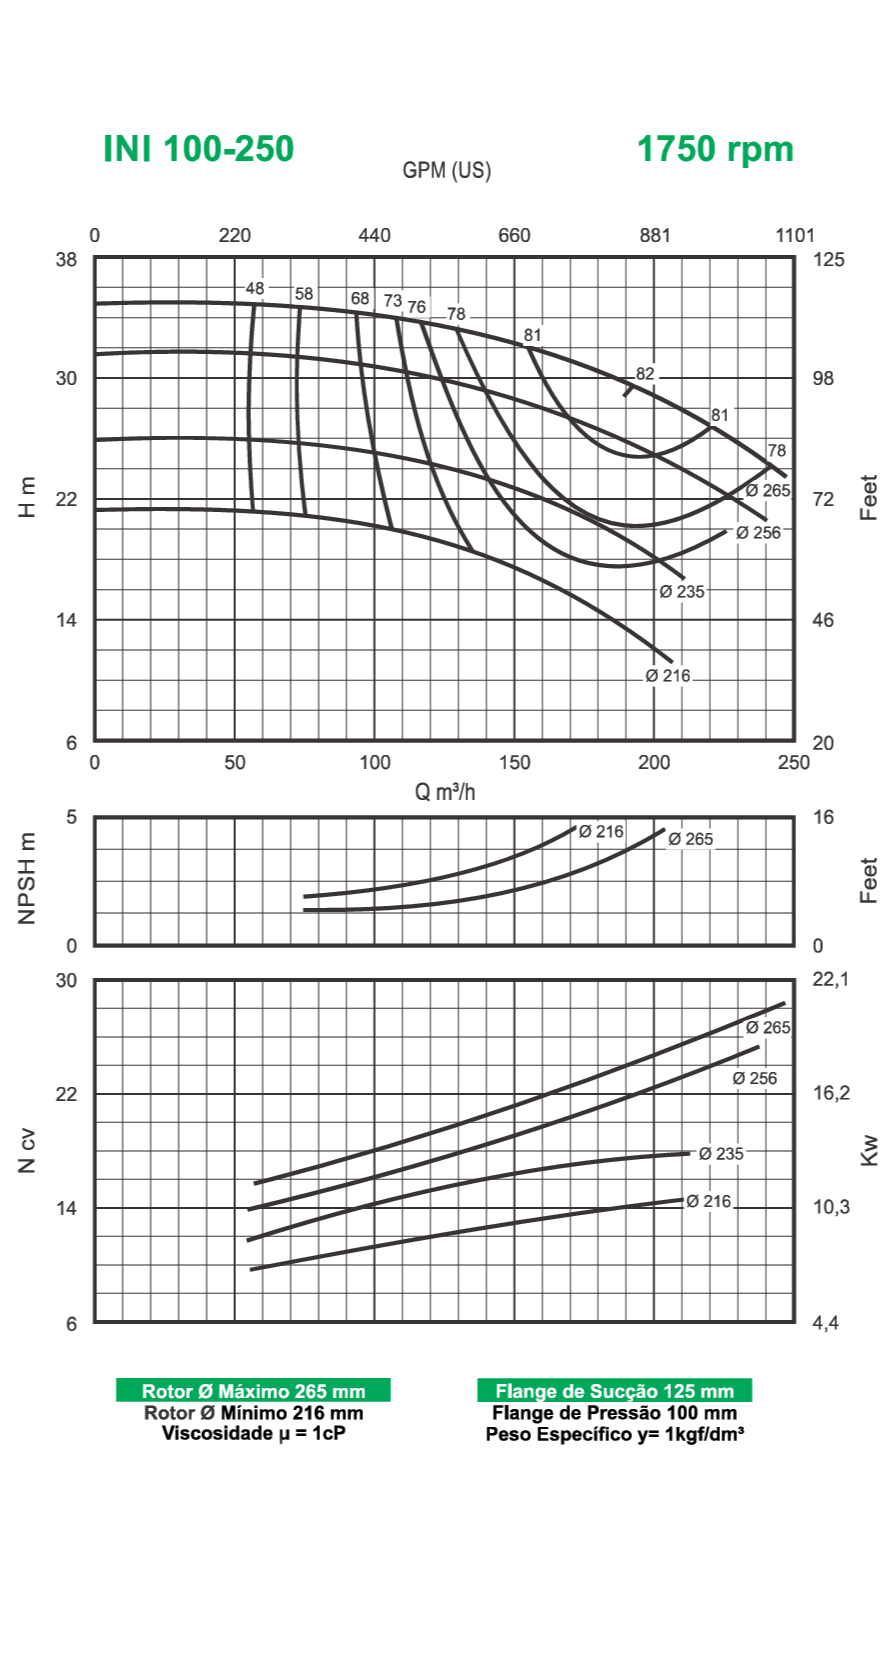 INI 100-250
1750 rpm
GPM (US)
0 220 440 660 881 1101
38 125
48 58 68 73 76 78 81 82 81 78
30 98
H m
22 72
Feet
Ø 265
Ø 256
Ø 235
14 46
Ø 216
6 20
0 50 100 150 200 250
Q m³/h
5 16
Ø 216
Ø 265
NPSH m
Feet
0 0
30 22,1
Ø 265
Ø 256
22 16,2
N cv
Kw
Ø 235
14 10,3
Ø 216
6 4,4
Rotor Ø Máximo 265 mm
Rotor Ø Mínimo 216 mm
Viscosidade µ = 1cP
Flange de Sucção 125 mm
Flange de Pressão 100 mm
Peso Específico y= 1kgf/dm³